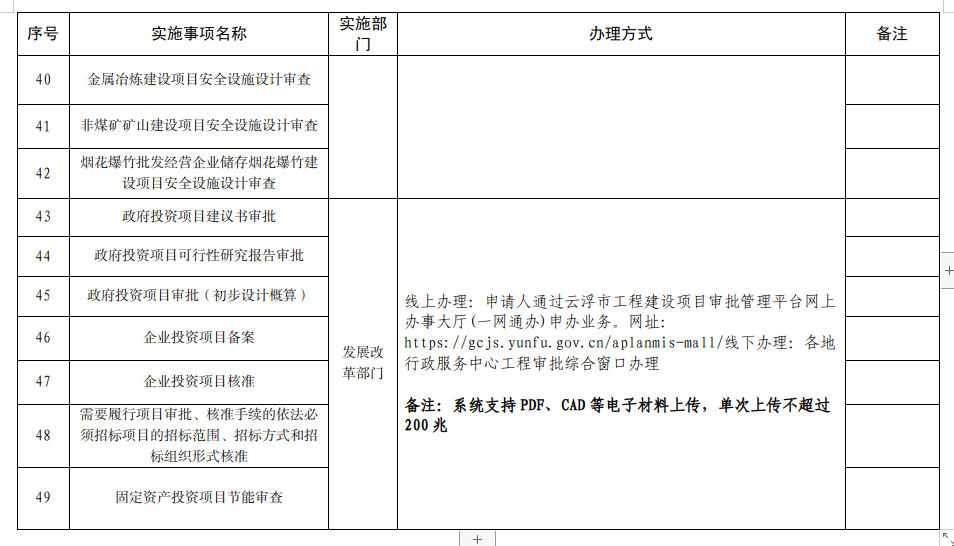 序号 实施事项名称 实施部门 办理方式 备注
40 金属冶炼建设项目安全设施设计审查
41 非煤矿矿山建设项目安全设施设计审查
42 烟花爆竹批发经营企业储存烟花爆竹建
设项目安全设施设计审查
43 政府投资项目建议书审批
44 政府投资项目可行性研究报告审批
45 政府投资项目审批（初步设计概算）
46 企业投资项目备案
47 企业投资项目核准
48 需要履行项目审批、核准手续的依法必
须招标项目的招标范围、招标方式和招
标组织形式核准
49 固定资产投资项目节能审查
发展改
革部门
线上办理：申请人通过云浮市工程建设项目审批管理平台网上
办事大厅(一网通办)申办业务。网址:
https://gcjs.yunfu.gov.cn/aplanmis-mall/线下办理：各地
行政服务中心工程审批综合窗口办理
备注：系统支持PDF、CAD等电子材料上传，单次上传不超过
200兆